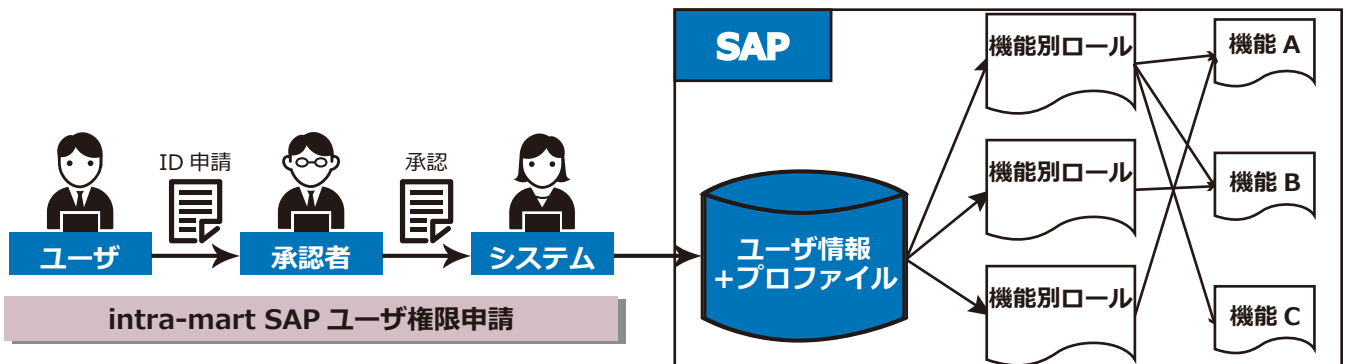 SAP
機能別ロール
機能 A
機能別ロール
機能 B
機能別ロール
機能 C
ID 申請
承認
ユーザ
承認者
システム
ユーザ情報
+プロファイル
intra-mart SAP ユーザ権限申請